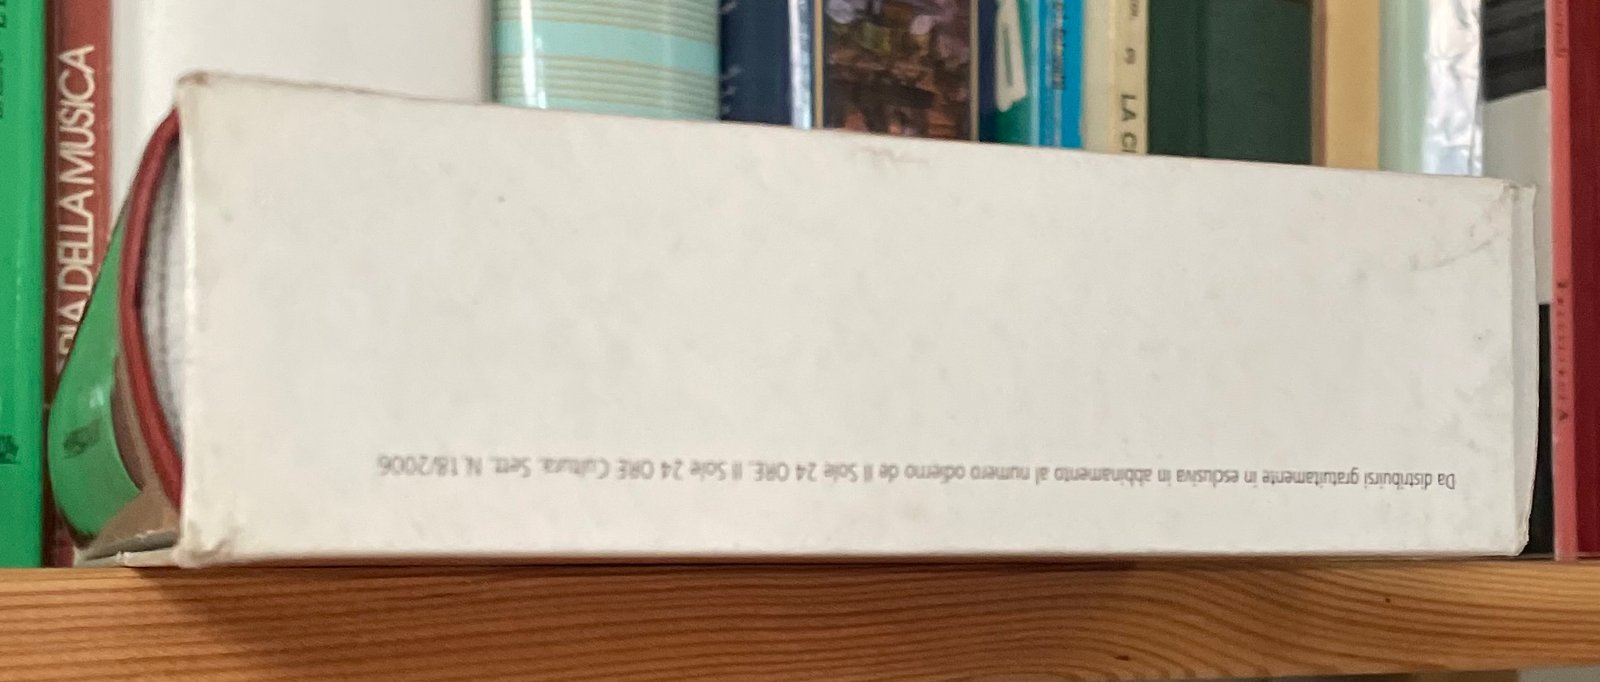 DELLA MUSICA
LA
Da distribuirsi gratuitamente in esclusiva in abbinamento al numero odierno de Il Sole 24 ORE. Il Sole 24 ORE Cultura. Sett. N. 18/2006